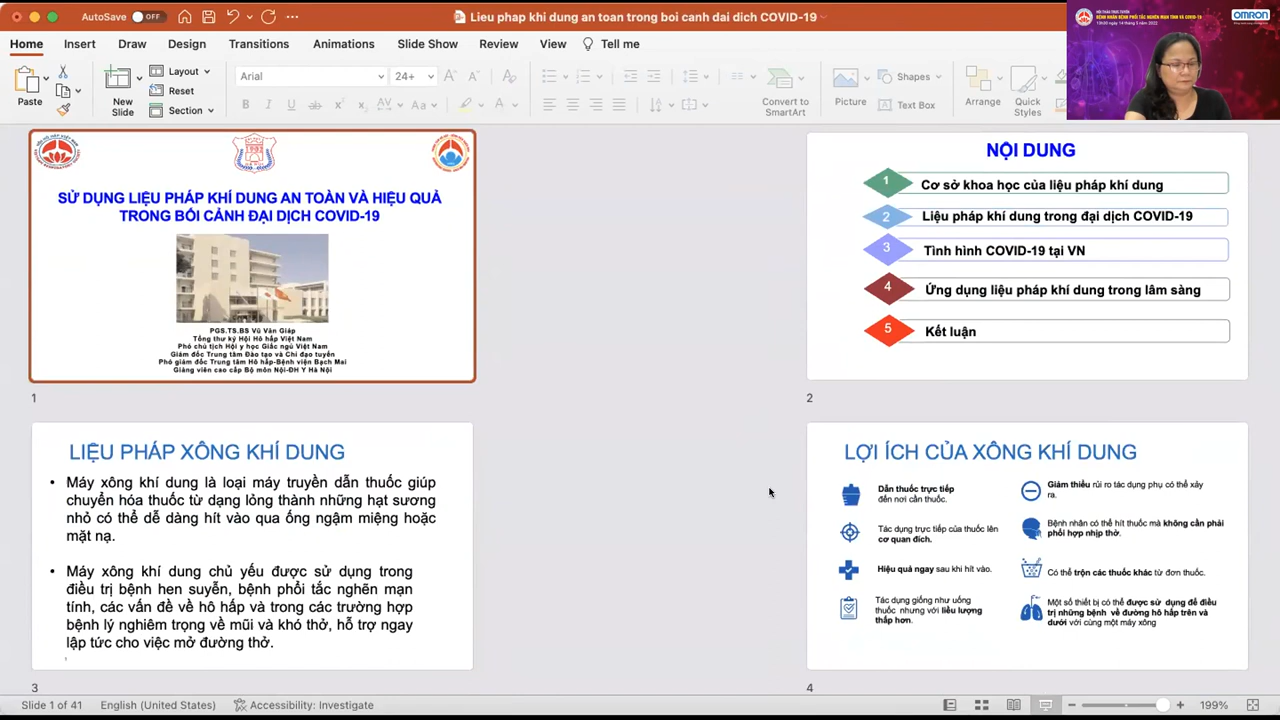 AutoSave OFF
Lieu phap khi dung an toan trong boi canh dai dich COVID-19
Home Insert Draw Design Transitions Animations Slide Show Review View Tell me
Paste
New Slide
Layout
Reset
Section
Arial 24+
Convert to SmartArt
Picture
Shapes
Text Box
Arrange
Quick Styles
HỘI THẢO TRỰC TUYẾN
BỆNH NHÂN BỆNH PHỔI TẮC NGHẼN MẠN TÍNH VÀ COVID-19
OMRON
SỬ DỤNG LIỆU PHÁP KHÍ DUNG AN TOÀN VÀ HIỆU QUẢ
TRONG BỐI CẢNH ĐẠI DỊCH COVID-19
PGS.TS.BS Vũ Văn Giáp
Tổng thư ký Hội Hô hấp Việt Nam
Phó chủ tịch Hội y học Giấc ngủ Việt Nam
Giám đốc Trung tâm Đào tạo và Chỉ đạo tuyến
Phó giám đốc Trung tâm Hô hấp-Bệnh viện Bạch Mai
Giảng viên cao cấp Bộ môn Nội-ĐH Y Hà Nội
1
NỘI DUNG
1 Cơ sở khoa học của liệu pháp khí dung
2 Liệu pháp khí dung trong đại dịch COVID-19
3 Tình hình COVID-19 tại VN
4 Ứng dụng liệu pháp khí dung trong lâm sàng
5 Kết luận
2
LIỆU PHÁP XÔNG KHÍ DUNG
• Máy xông khí dung là loại máy truyền dẫn thuốc giúp
chuyển hóa thuốc từ dạng lỏng thành những hạt sương
nhỏ có thể dễ dàng hít vào qua ống ngậm miệng hoặc
mặt nạ.
• Máy xông khí dung chủ yếu được sử dụng trong
điều trị bệnh hen suyễn, bệnh phổi tắc nghẽn mạn
tính, các vấn đề về hô hấp và trong các trường hợp
bệnh lý nghiêm trọng về mũi và khó thở, hỗ trợ ngay
lập tức cho việc mở đường thở.
3
LỢI ÍCH CỦA XÔNG KHÍ DUNG
Dẫn thuốc trực tiếp
đến nơi cần thuốc.
Tác dụng trực tiếp của thuốc lên
cơ quan đích.
Hiệu quả ngay sau khi hít vào.
Tác dụng giống như uống
thuốc nhưng với liều lượng
thấp hơn.
Giảm thiểu rủi ro tác dụng phụ có thể xảy
ra.
Bệnh nhân có thể hít thuốc mà không cần phải
phối hợp nhịp thở.
Có thể trộn các thuốc khác từ đơn thuốc.
Một số thiết bị có thể được sử dụng để điều
trị những bệnh về đường hô hấp trên và
dưới với cùng một máy xông
4
Slide 1 of 41 English (United States) Accessibility: Investigate 199%